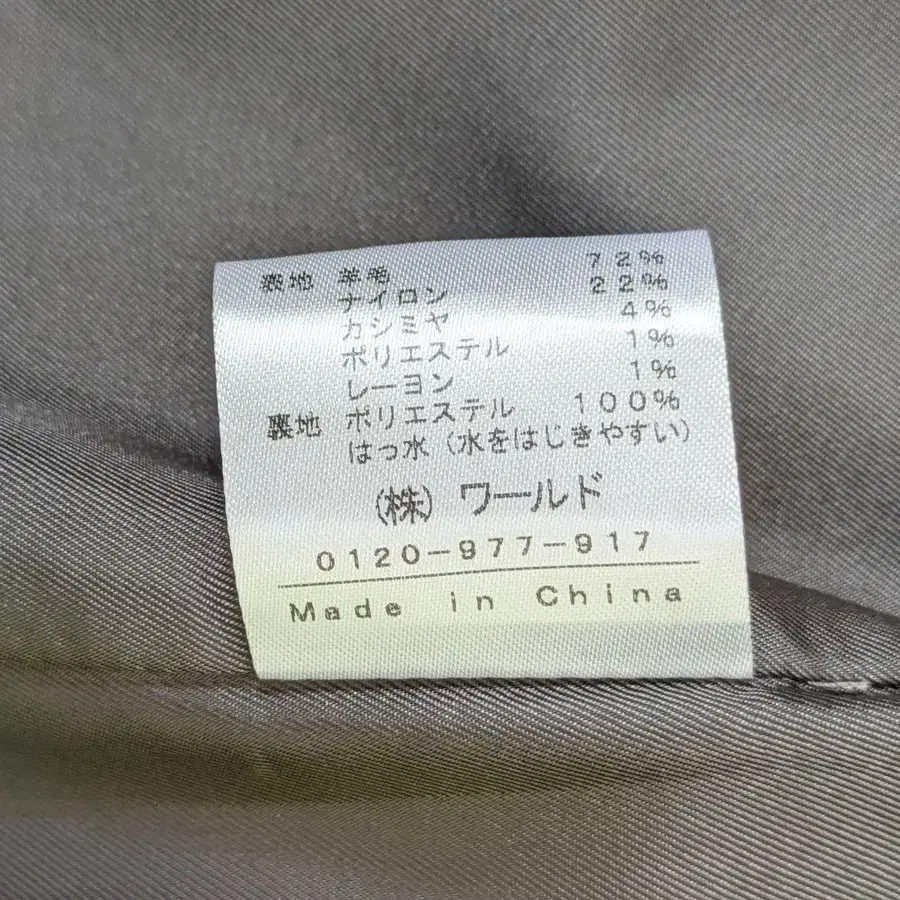 表地 羊毛 72%
ナイロン 22%
カシミヤ 4%
ポリエステル 1%
レーヨン 1%
裏地 ポリエステル 100%
はっ水（水をはじきやすい）
（株）ワールド
0120-977-917
Made in China